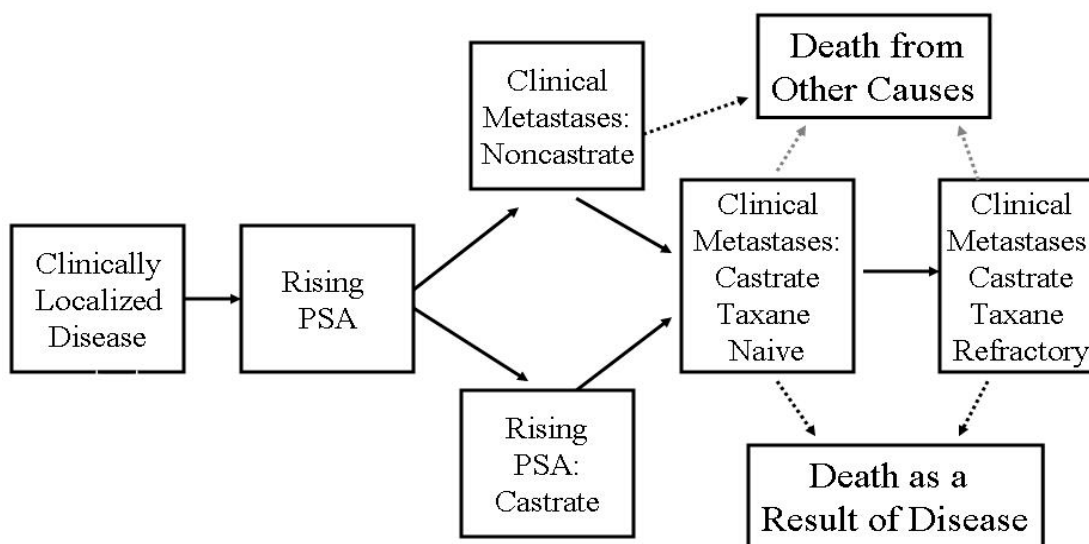 Clinically
Localized
Disease
Rising
PSA
Clinical
Metastases:
Noncastrate
Rising
PSA:
Castrate
Clinical
Metastases:
Castrate
Taxane
Naive
Clinical
Metastases:
Castrate
Taxane
Refractory
Death from
Other Causes
Death as a
Result of Disease